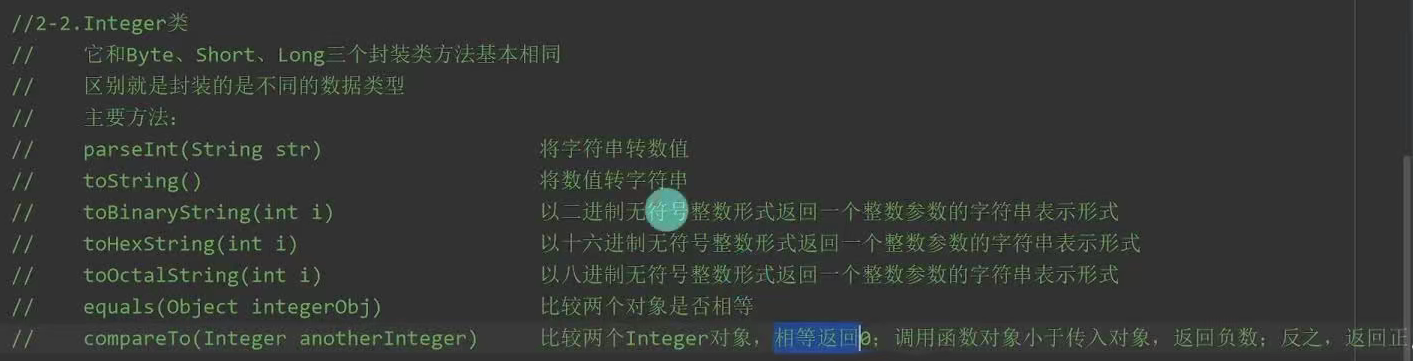 //2-2.Integer类
// 它和Byte、Short、Long三个封装类方法基本相同
// 区别就是封装的是不同的数据类型
// 主要方法：
// parseInt(String str) 将字符串转数值
// toString() 将数值转字符串
// toBinaryString(int i) 以二进制无符号整数形式返回一个整数参数的字符串表示形式
// toHexString(int i) 以十六进制无符号整数形式返回一个整数参数的字符串表示形式
// toOctalString(int i) 以八进制无符号整数形式返回一个整数参数的字符串表示形式
// equals(Object integerObj) 比较两个对象是否相等
// compareTo(Integer anotherInteger) 比较两个Integer对象，相等返回0；调用函数对象小于传入对象，返回负数；反之，返回正